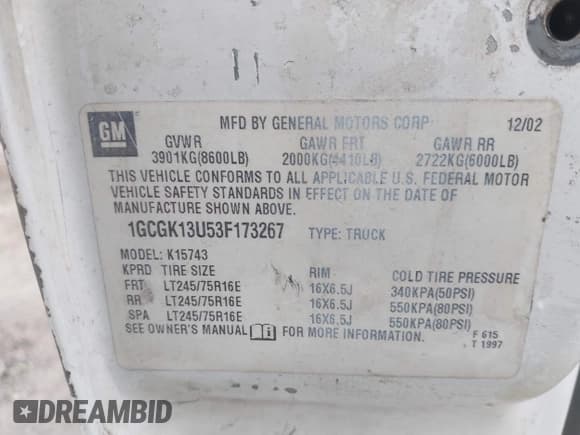 GM
MFD BY GENERAL MOTORS CORP 12/02
GVWR GAWR FRT GAWR RR
3901KG(8600LB) 2000KG(4410LB) 2722KG(6000LB)
THIS VEHICLE CONFORMS TO ALL APPLICABLE U.S. FEDERAL MOTOR
VEHICLE SAFETY STANDARDS IN EFFECT ON THE DATE OF
MANUFACTURE SHOWN ABOVE.
1GCGK13U53F173267 TYPE: TRUCK
MODEL: K15743
KPRD TIRE SIZE RIM COLD TIRE PRESSURE
FRT LT245/75R16E 16X6.5J 340KPA(50PSI)
RR LT245/75R16E 16X6.5J 550KPA(80PSI)
SPA LT245/75R16E 16X6.5J 550KPA(80PSI)
SEE OWNER'S MANUAL FOR MORE INFORMATION.
F 615
T 1997
DREAMBID